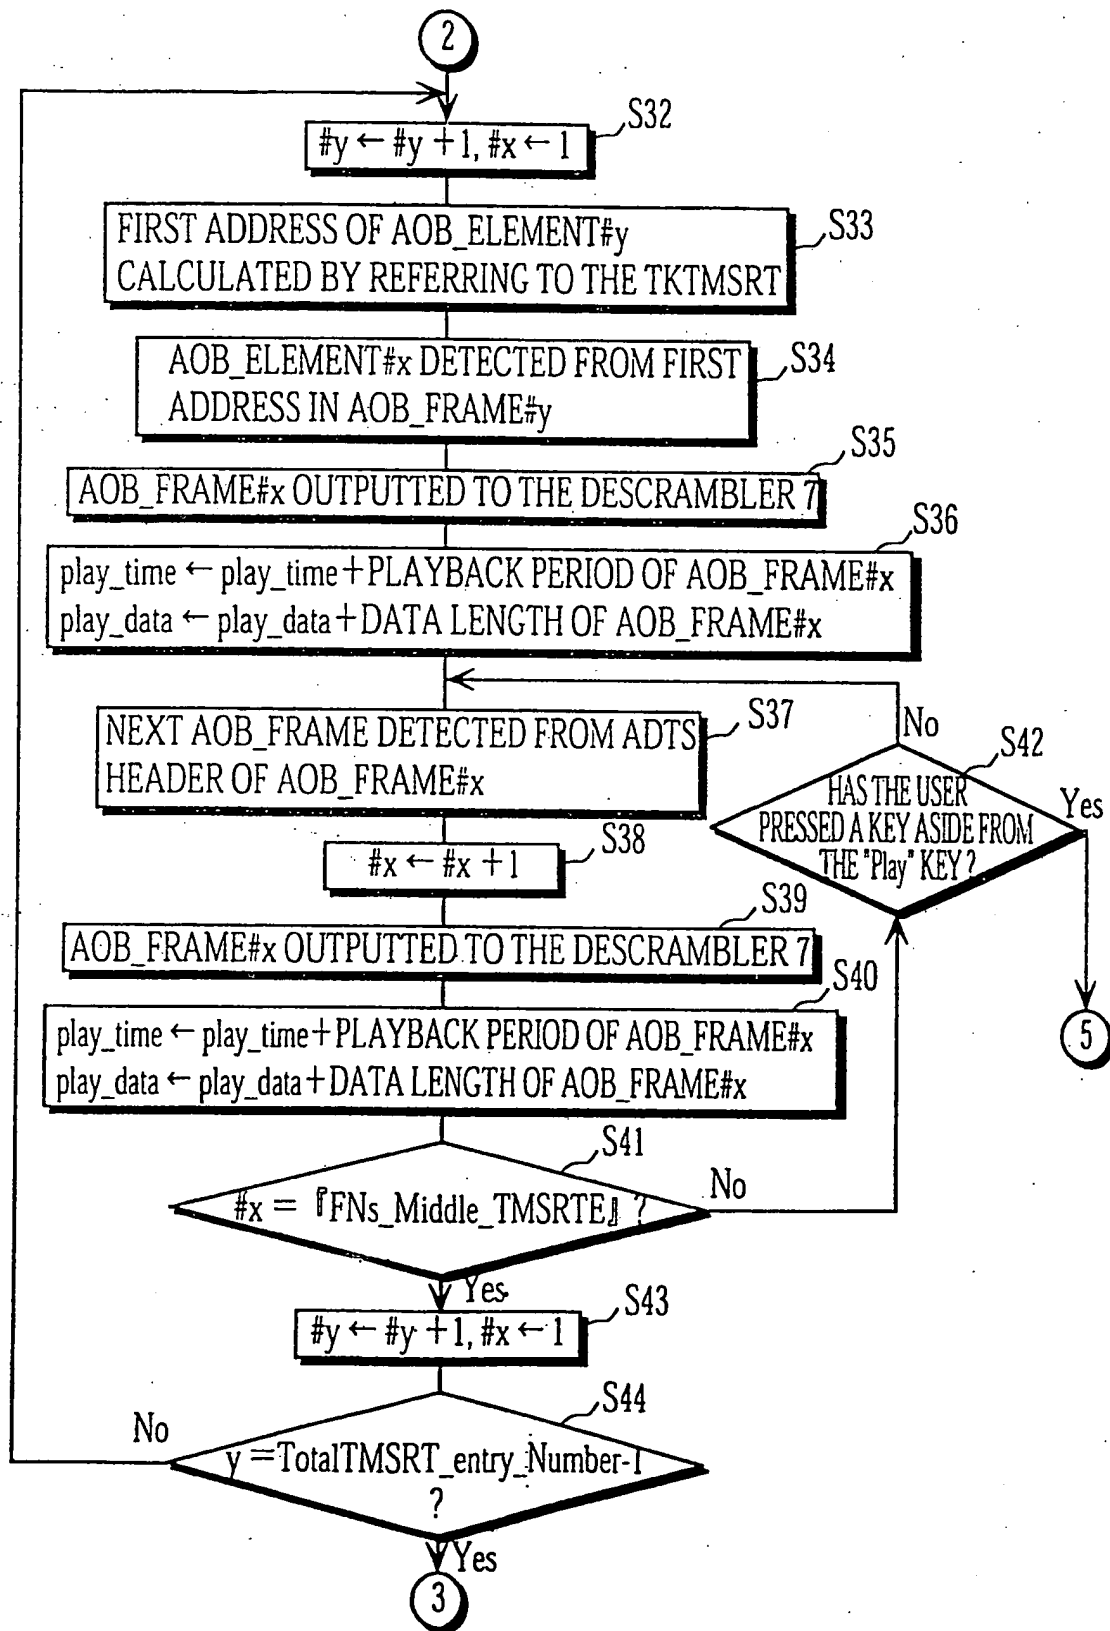 2
S32
#y ← #y + 1, #x ← 1
S33
FIRST ADDRESS OF AOB_ELEMENT#y
CALCULATED BY REFERRING TO THE TKTMSRT
S34
AOB_ELEMENT#x DETECTED FROM FIRST
ADDRESS IN AOB_FRAME#y
S35
AOB_FRAME#x OUTPUTTED TO THE DESCRAMBLER 7
S36
play_time ← play_time+PLAYBACK PERIOD OF AOB_FRAME#x
play_data ← play_data+DATA LENGTH OF AOB_FRAME#x
S37
NEXT AOB_FRAME DETECTED FROM ADTS
HEADER OF AOB_FRAME#x
No
S42
HAS THE USER
PRESSED A KEY ASIDE FROM
THE "Play" KEY ?
Yes
S38
#x ← #x + 1
S39
AOB_FRAME#x OUTPUTTED TO THE DESCRAMBLER 7
S40
play_time ← play_time+PLAYBACK PERIOD OF AOB_FRAME#x
play_data ← play_data+DATA LENGTH OF AOB_FRAME#x
5
S41
#x = 『FNs_Middle_TMSRTE』 ?
No
Yes
S43
#y ← #y + 1, #x ← 1
S44
No
y =TotalTMSRT_entry_Number-1
?
Yes
3